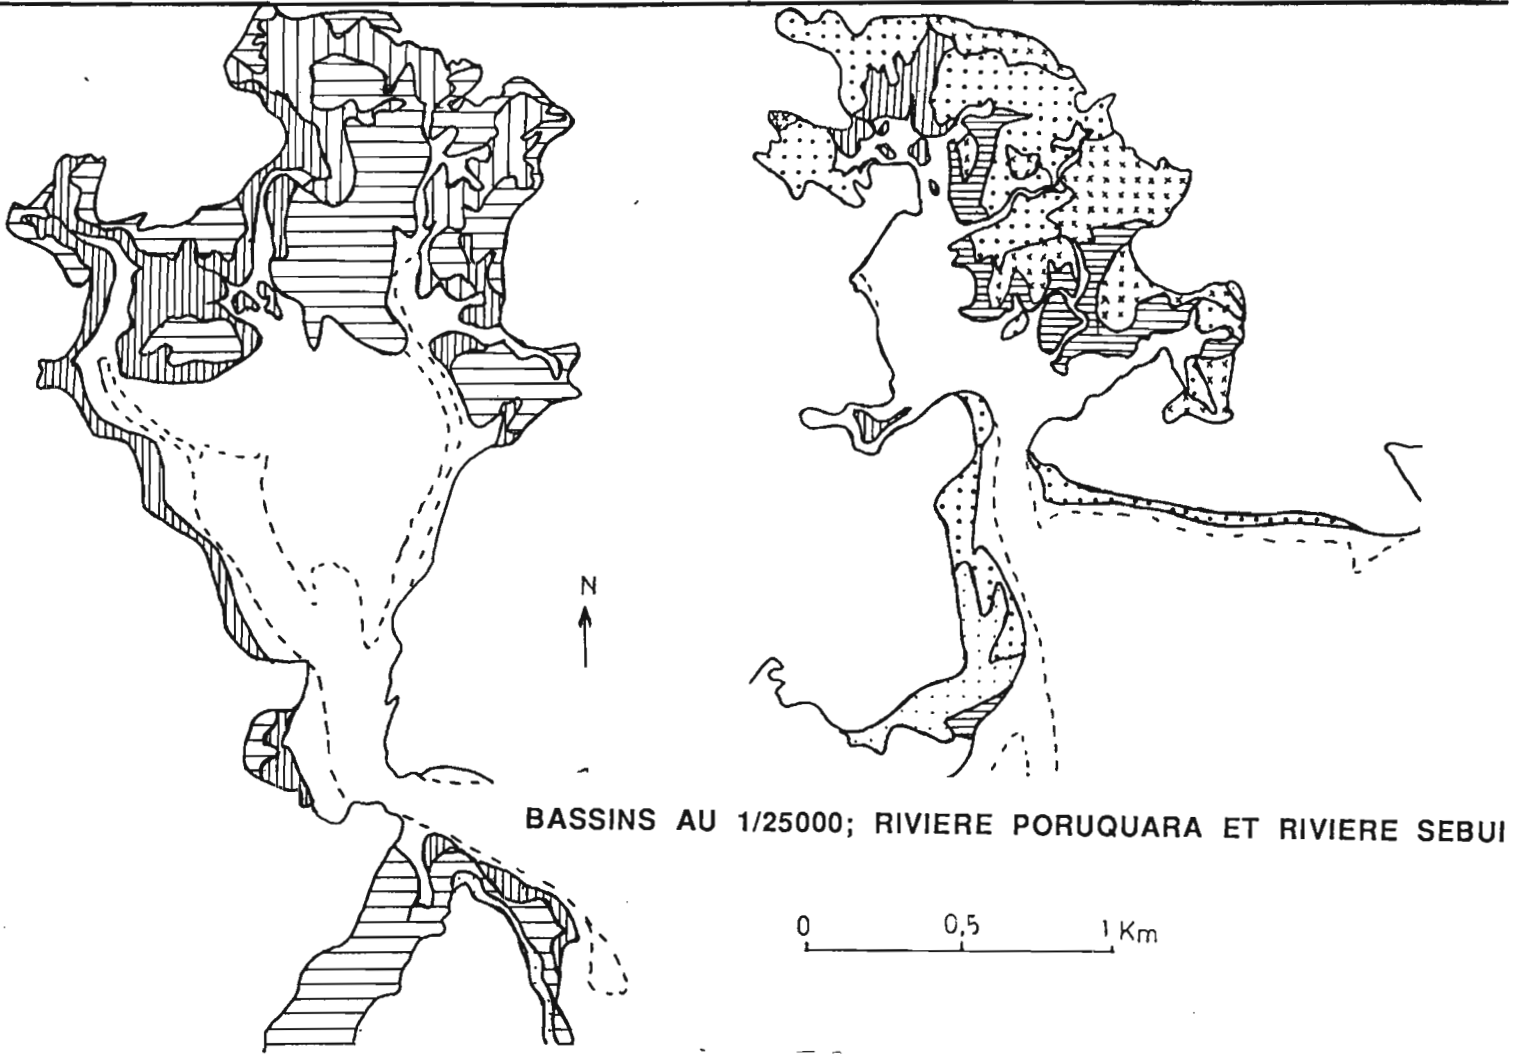 N
BASSINS AU 1/25000; RIVIERE PORUQUARA ET RIVIERE SEBUI
0 0,5 1 Km